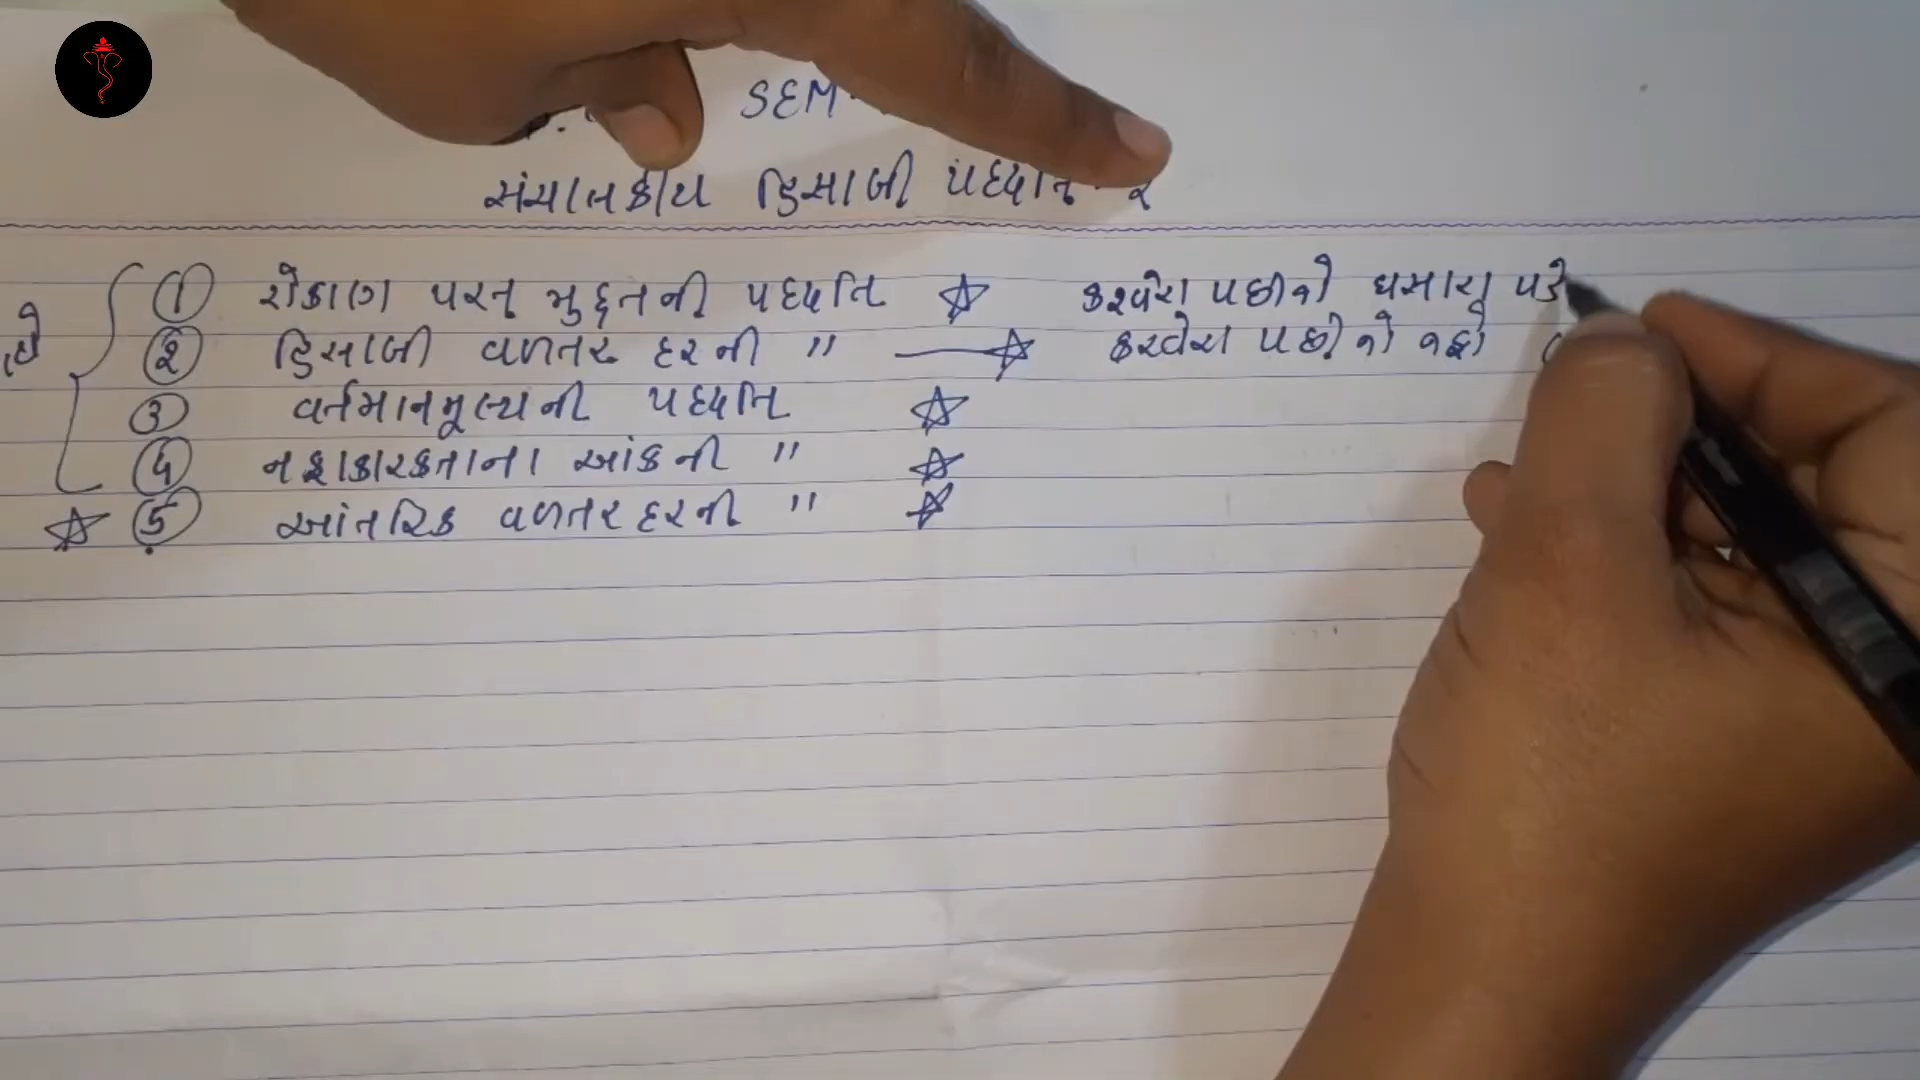 SEM
સંચાલકીય હિસાબી પદ્ધતિ - ૨
① રોકાણ પરત મુદ્દતની પદ્ધતિ ☆ કરવેરા પછીનો ઘસારા પ
② હિસાબી વળતર દરની " ☆ કરવેરા પછીનો નફો
③ વર્તમાનમૂલ્યની પદ્ધતિ ☆
④ નફાકારકતાના આંકની " ☆
☆ ⑤ આંતરિક વળતર દરની " ☆